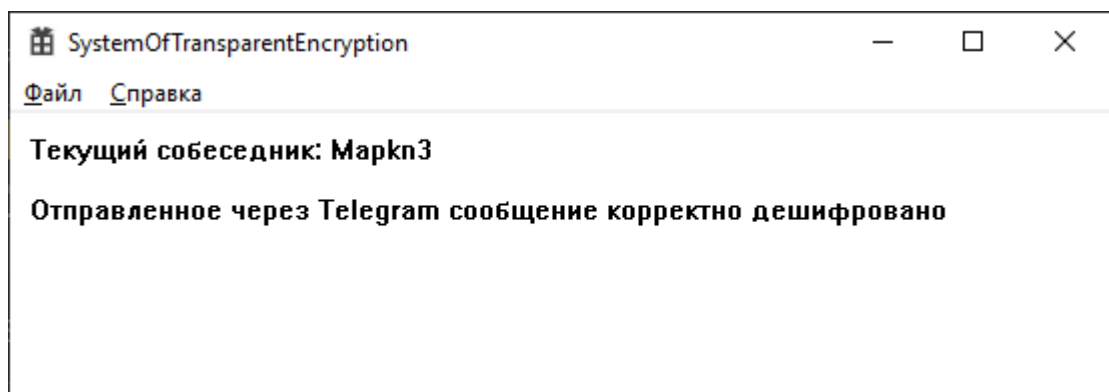 SystemOfTransparentEncryption
Файл Справка
Текущий собеседник: Mapkn3
Отправленное через Telegram сообщение корректно дешифровано